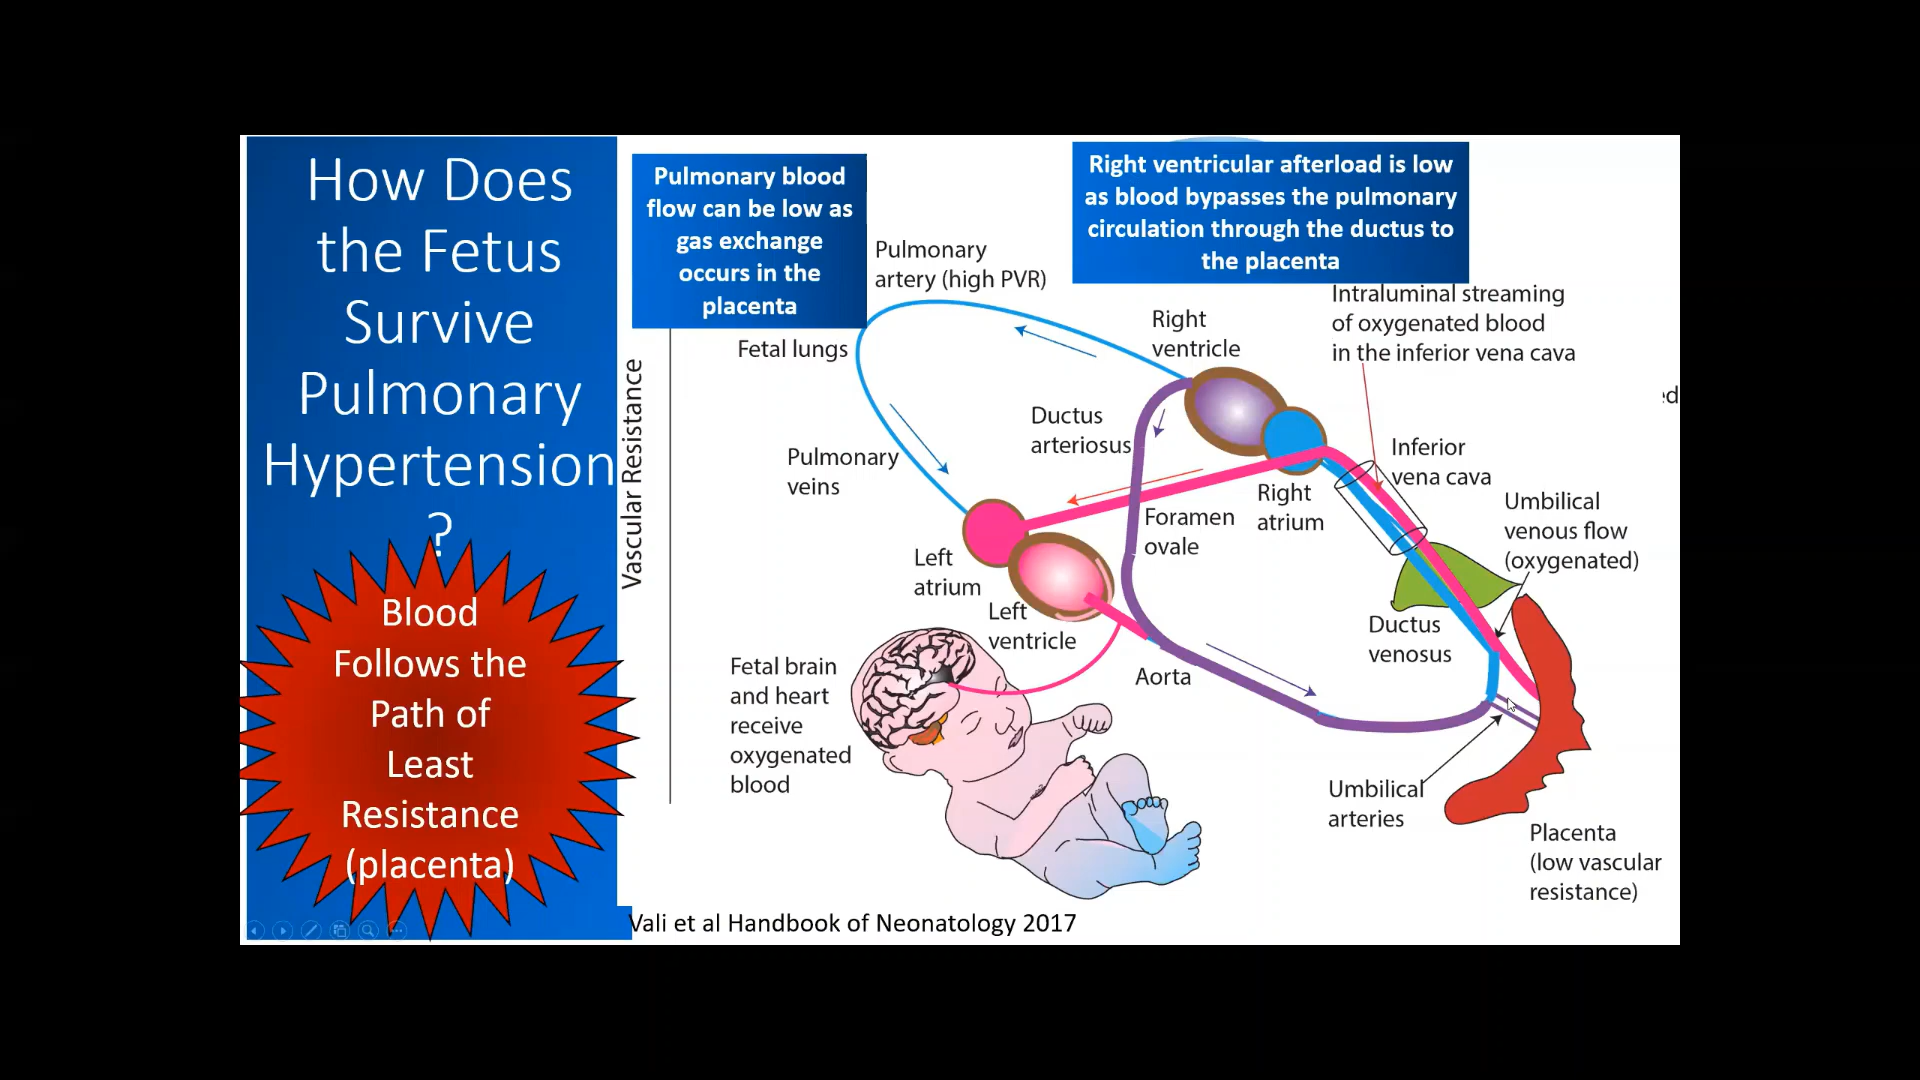 How Does
the Fetus
Survive
Pulmonary
Hypertension
?
Blood
Follows the
Path of
Least
Resistance
(placenta)
Pulmonary blood
flow can be low as
gas exchange
occurs in the
placenta
Right ventricular afterload is low
as blood bypasses the pulmonary
circulation through the ductus to
the placenta
Vascular Resistance
Pulmonary
artery (high PVR)
Fetal lungs
Pulmonary
veins
Right
ventricle
Intraluminal streaming
of oxygenated blood
in the inferior vena cava
ed
Ductus
arteriosus
Inferior
vena cava
Right
atrium
Umbilical
venous flow
(oxygenated)
Foramen
ovale
Left
atrium
Left
ventricle
Ductus
venosus
Aorta
Fetal brain
and heart
receive
oxygenated
blood
Umbilical
arteries
Placenta
(low vascular
resistance)
Vali et al Handbook of Neonatology 2017